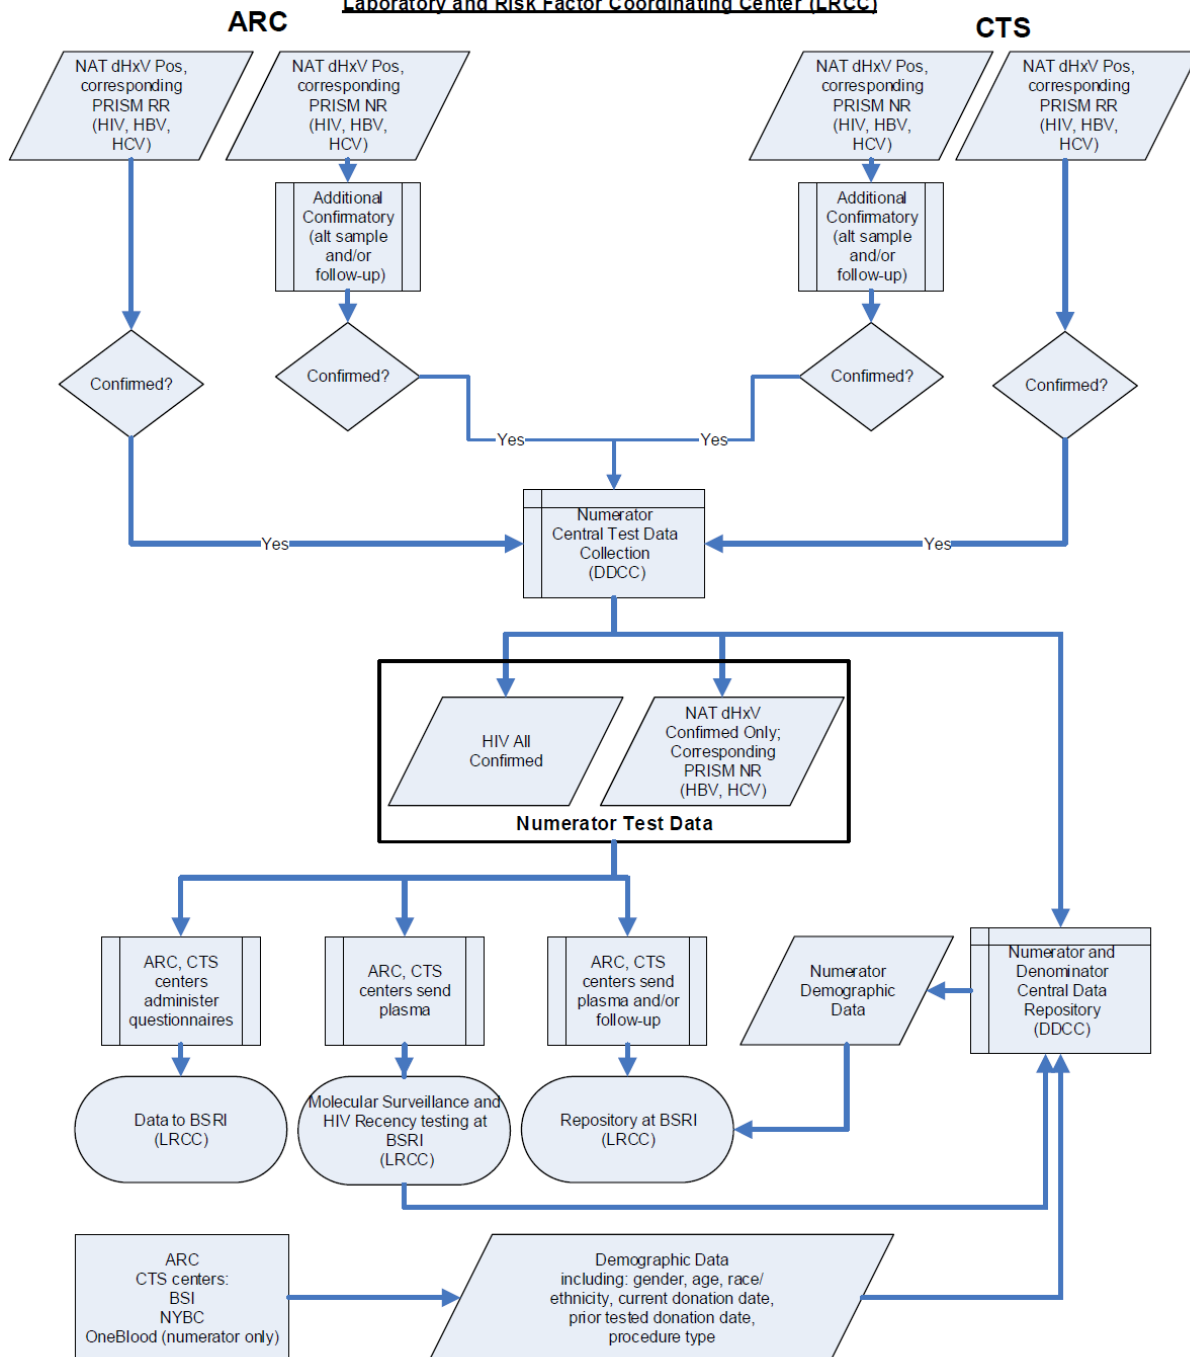 Laboratory and Risk Factor Coordinating Center (LRCC)
ARC
CTS
NAT dHxV Pos,
corresponding
PRISM RR
(HIV, HBV,
HCV)
NAT dHxV Pos,
corresponding
PRISM NR
(HIV, HBV,
HCV)
NAT dHxV Pos,
corresponding
PRISM NR
(HIV, HBV,
HCV)
NAT dHxV Pos,
corresponding
PRISM RR
(HIV, HBV,
HCV)
Additional
Confirmatory
(alt sample
and/or
follow-up)
Additional
Confirmatory
(alt sample
and/or
follow-up)
Confirmed?
Confirmed?
Confirmed?
Confirmed?
Yes
Yes
Yes
Yes
Numerator
Central Test Data
Collection
(DDCC)
HIV All
Confirmed
NAT dHxV
Confirmed Only;
Corresponding
PRISM NR
(HBV, HCV)
Numerator Test Data
ARC, CTS
centers
administer
questionnaires
ARC, CTS
centers send
plasma
ARC, CTS
centers send
plasma and/or
follow-up
Numerator
Demographic
Data
Numerator and
Denominator
Central Data
Repository
(DDCC)
Data to BSRI
(LRCC)
Molecular Surveillance and
HIV Recency testing at
BSRI
(LRCC)
Repository at BSRI
(LRCC)
ARC
CTS centers:
BSI
NYBC
OneBlood (numerator only)
Demographic Data
including: gender, age, race/
ethnicity, current donation date,
prior tested donation date,
procedure type